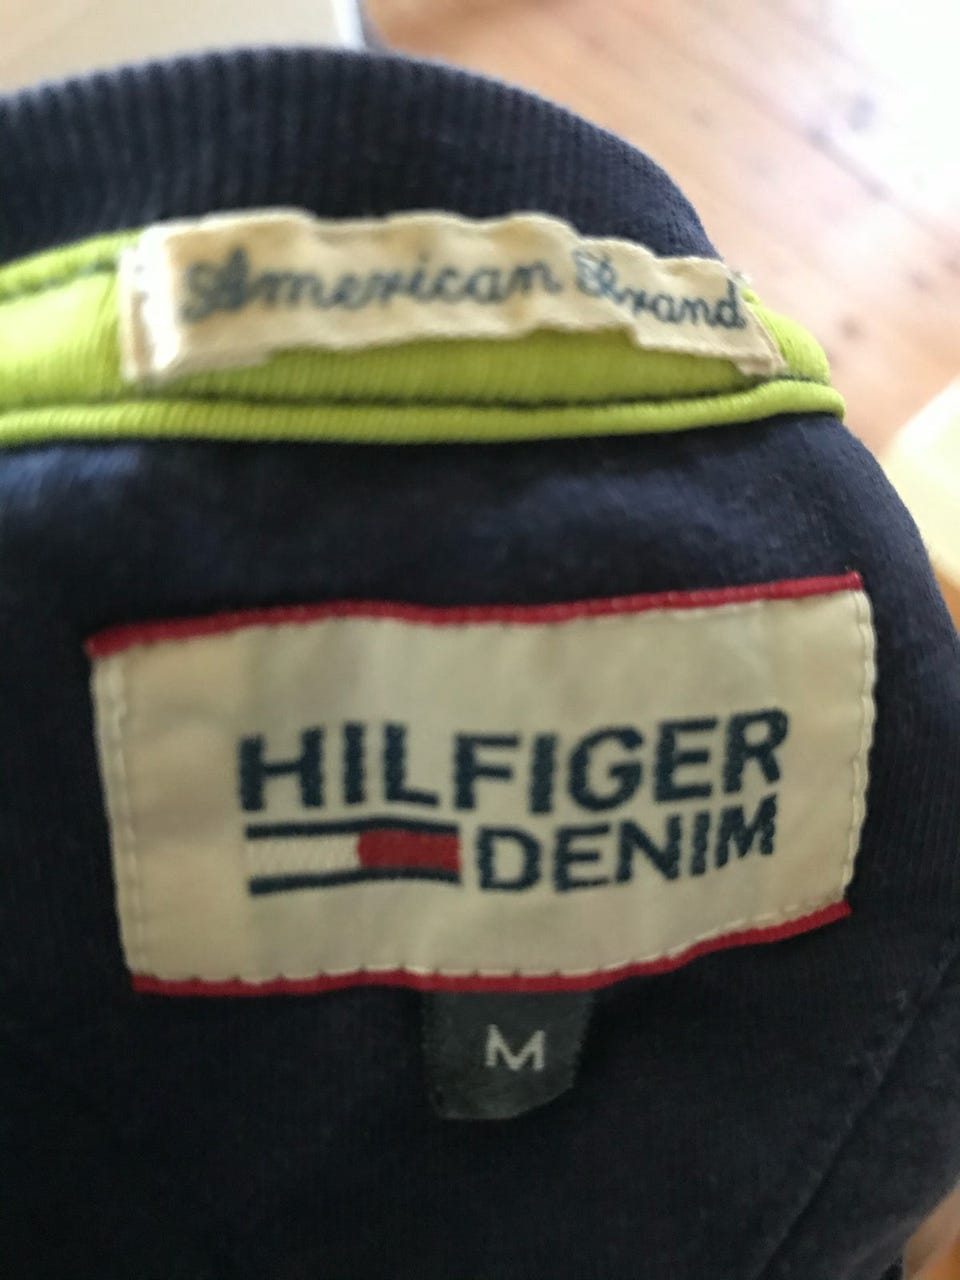 American Brand
HILFIGER
DENIM
M